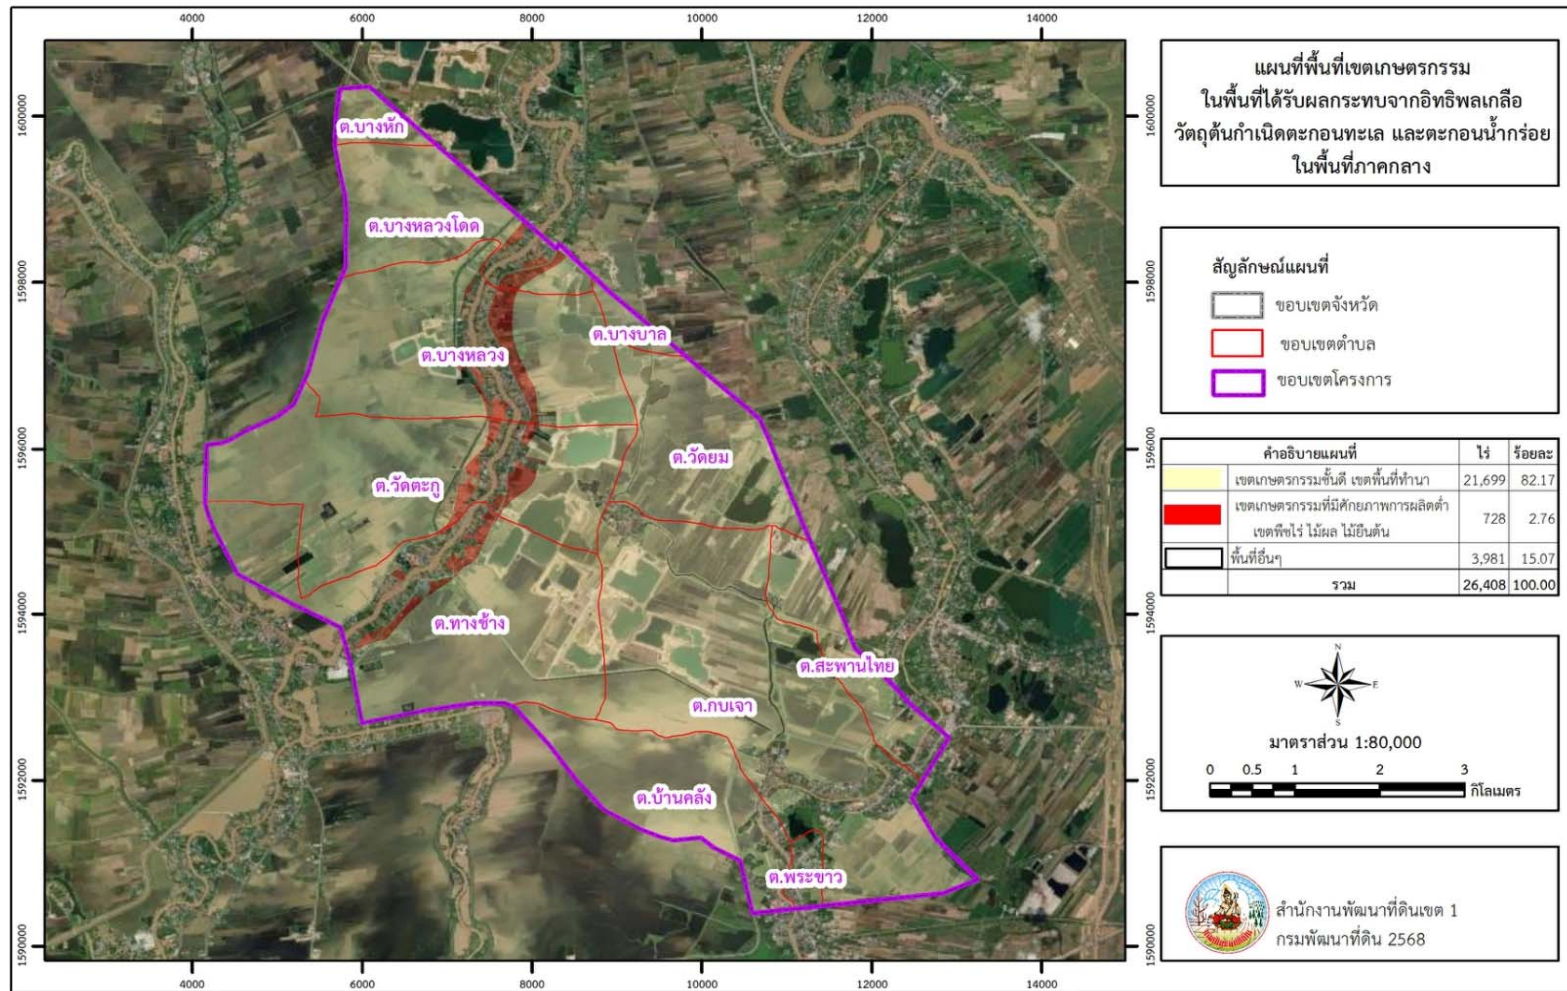 4000 6000 8000 10000 12000 14000
1600000 1600000
1598000 1598000
1596000 1596000
1594000 1594000
1592000 1592000
1590000 1590000
ต.บางหัก
ต.บางหลวงโดด
ต.บางบาล
ต.บางหลวง
ต.วัดยม
ต.วัดตะกู
ต.ทางช้าง
ต.สะพานไทย
ต.กบเจา
ต.บ้านคลัง
ต.พระขาว
4000 6000 8000 10000 12000 14000
แผนที่พื้นที่เขตเกษตรกรรม
ในพื้นที่ได้รับผลกระทบจากอิทธิพลเกลือ
วัตถุต้นกำเนิดตะกอนทะเล และตะกอนน้ำกร่อย
ในพื้นที่ภาคกลาง
สัญลักษณ์แผนที่
ขอบเขตจังหวัด
ขอบเขตตำบล
ขอบเขตโครงการ
คำอธิบายแผนที่ ไร่ ร้อยละ
เขตเกษตรกรรมชั้นดี เขตพื้นที่ทำนา 21,699 82.17
เขตเกษตรกรรมที่มีศักยภาพการผลิตต่ำ
เขตพืชไร่ ไม้ผล ไม้ยืนต้น 728 2.76
พื้นที่อื่นๆ 3,981 15.07
รวม 26,408 100.00
N
W E
S
มาตราส่วน 1:80,000
0 0.5 1 2 3
กิโลเมตร
สำนักงานพัฒนาที่ดินเขต 1
กรมพัฒนาที่ดิน 2568